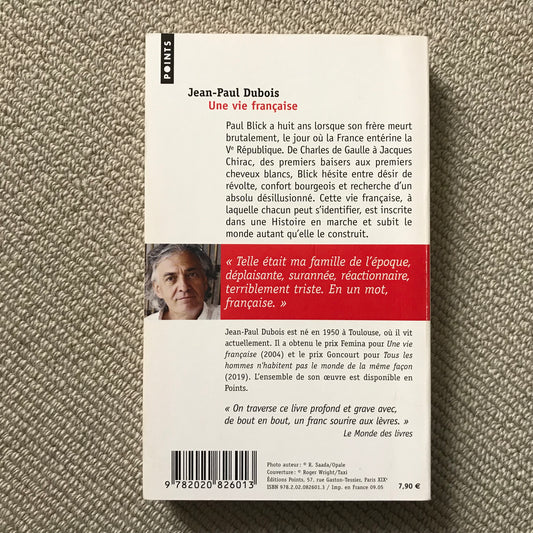 POINTS
Jean-Paul Dubois
Une vie française
Paul Blick a huit ans lorsque son frère meurt
brutalement, le jour où la France entérine la
Ve République. De Charles de Gaulle à Jacques
Chirac, des premiers baisers aux premiers
cheveux blancs, Blick hésite entre désir de
révolte, confort bourgeois et recherche d'un
absolu désillusionné. Cette vie française, à
laquelle chacun peut s'identifier, est inscrite
dans une Histoire en marche et subit le
monde autant qu'elle le construit.
« Telle était ma famille de l'époque,
déplaisante, surannée, réactionnaire,
terriblement triste. En un mot,
française. »
Jean-Paul Dubois est né en 1950 à Toulouse, où il vit
actuellement. Il a obtenu le prix Femina pour Une vie
française (2004) et le prix Goncourt pour Tous les
hommes n'habitent pas le monde de la même façon
(2019). L'ensemble de son œuvre est disponible en
Points.
« On traverse ce livre profond et grave avec,
de bout en bout, un franc sourire aux lèvres. »
Le Monde des livres
Photo auteur : © R. Saada/Opale
Couverture : © Roger Wright/Taxi
Éditions Points, 57, rue Gaston-Tessier, Paris XIXe
ISBN 978.2.02.082601.3 / Imp. en France 09.05
7,90 €
9 782020 826013